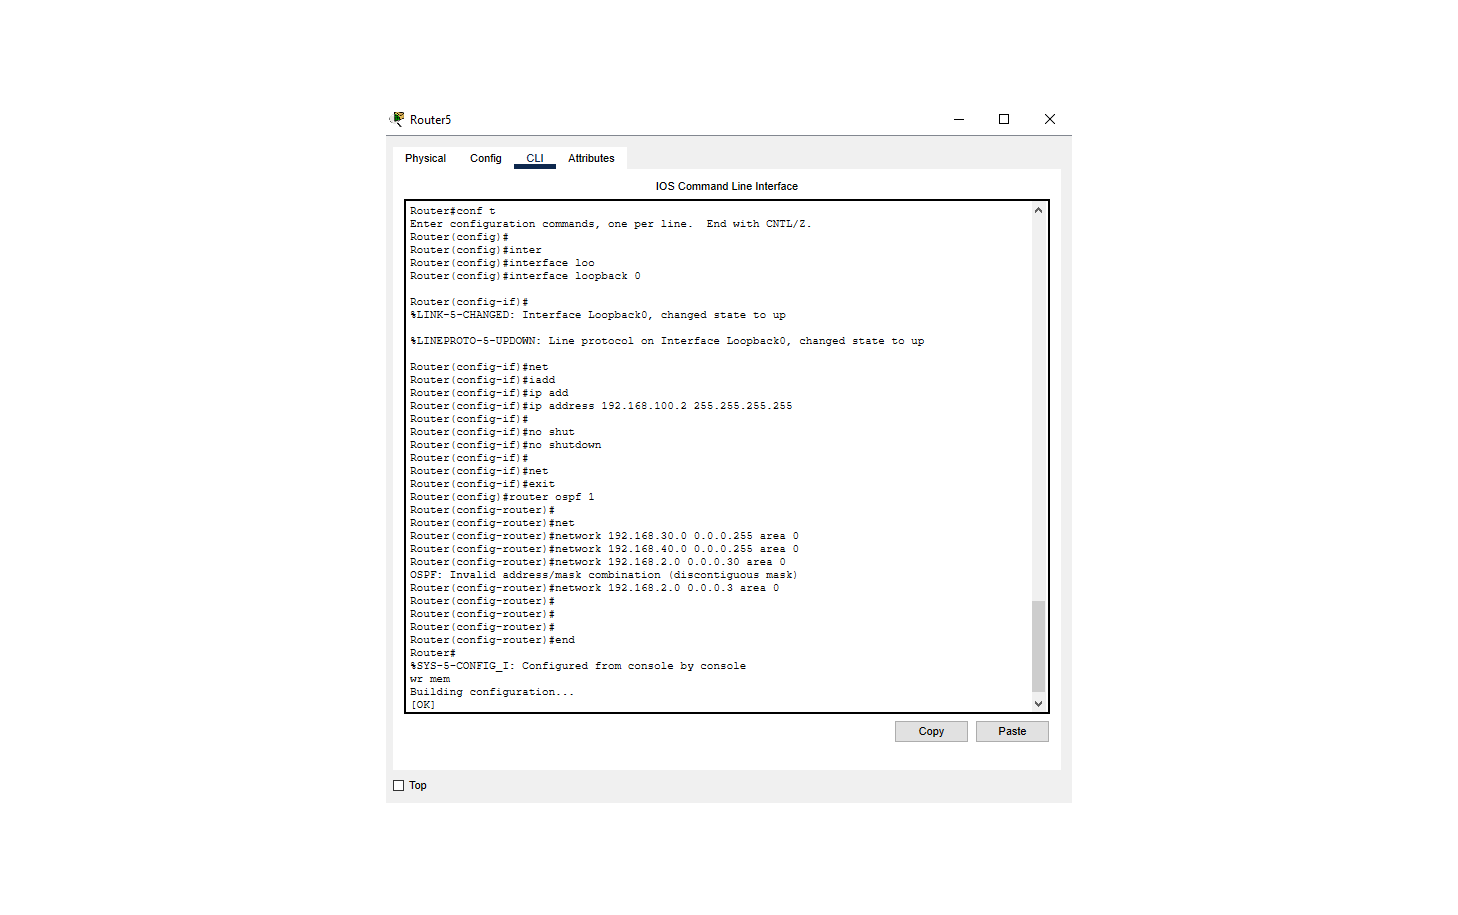 Router5
Physical Config CLI Attributes
IOS Command Line Interface
Router#conf t
Enter configuration commands, one per line.  End with CNTL/Z.
Router(config)#
Router(config)#inter
Router(config)#interface loo
Router(config)#interface loopback 0
Router(config-if)#
%LINK-5-CHANGED: Interface Loopback0, changed state to up
%LINEPROTO-5-UPDOWN: Line protocol on Interface Loopback0, changed state to up
Router(config-if)#net
Router(config-if)#iadd
Router(config-if)#ip add
Router(config-if)#ip address 192.168.100.2 255.255.255.255
Router(config-if)#
Router(config-if)#no shut
Router(config-if)#no shutdown
Router(config-if)#
Router(config-if)#net
Router(config-if)#exit
Router(config)#router ospf 1
Router(config-router)#
Router(config-router)#net
Router(config-router)#network 192.168.30.0 0.0.0.255 area 0
Router(config-router)#network 192.168.40.0 0.0.0.255 area 0
Router(config-router)#network 192.168.2.0 0.0.0.30 area 0
OSPF: Invalid address/mask combination (discontiguous mask)
Router(config-router)#network 192.168.2.0 0.0.0.3 area 0
Router(config-router)#
Router(config-router)#
Router(config-router)#
Router(config-router)#end
Router#
%SYS-5-CONFIG_I: Configured from console by console
wr mem
Building configuration...
[OK]
Copy Paste
Top